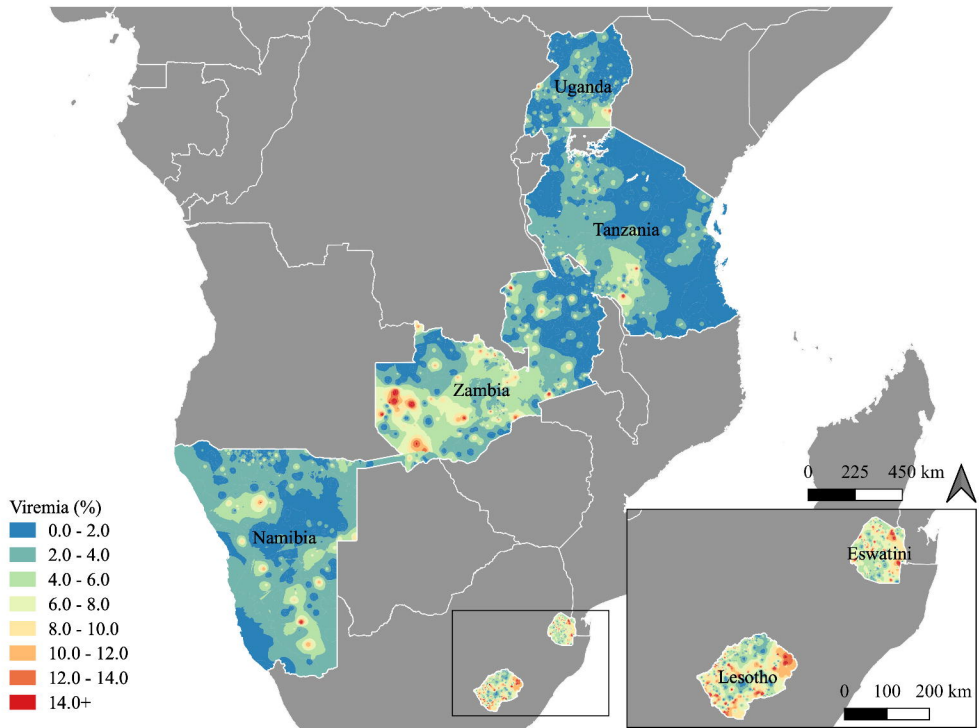 Uganda
Tanzania
Zambia
0 225 450 km
Viremia (%)
0.0 - 2.0
2.0 - 4.0
4.0 - 6.0
6.0 - 8.0
8.0 - 10.0
10.0 - 12.0
12.0 - 14.0
14.0+
Namibia
Eswatini
Lesotho
0 100 200 km